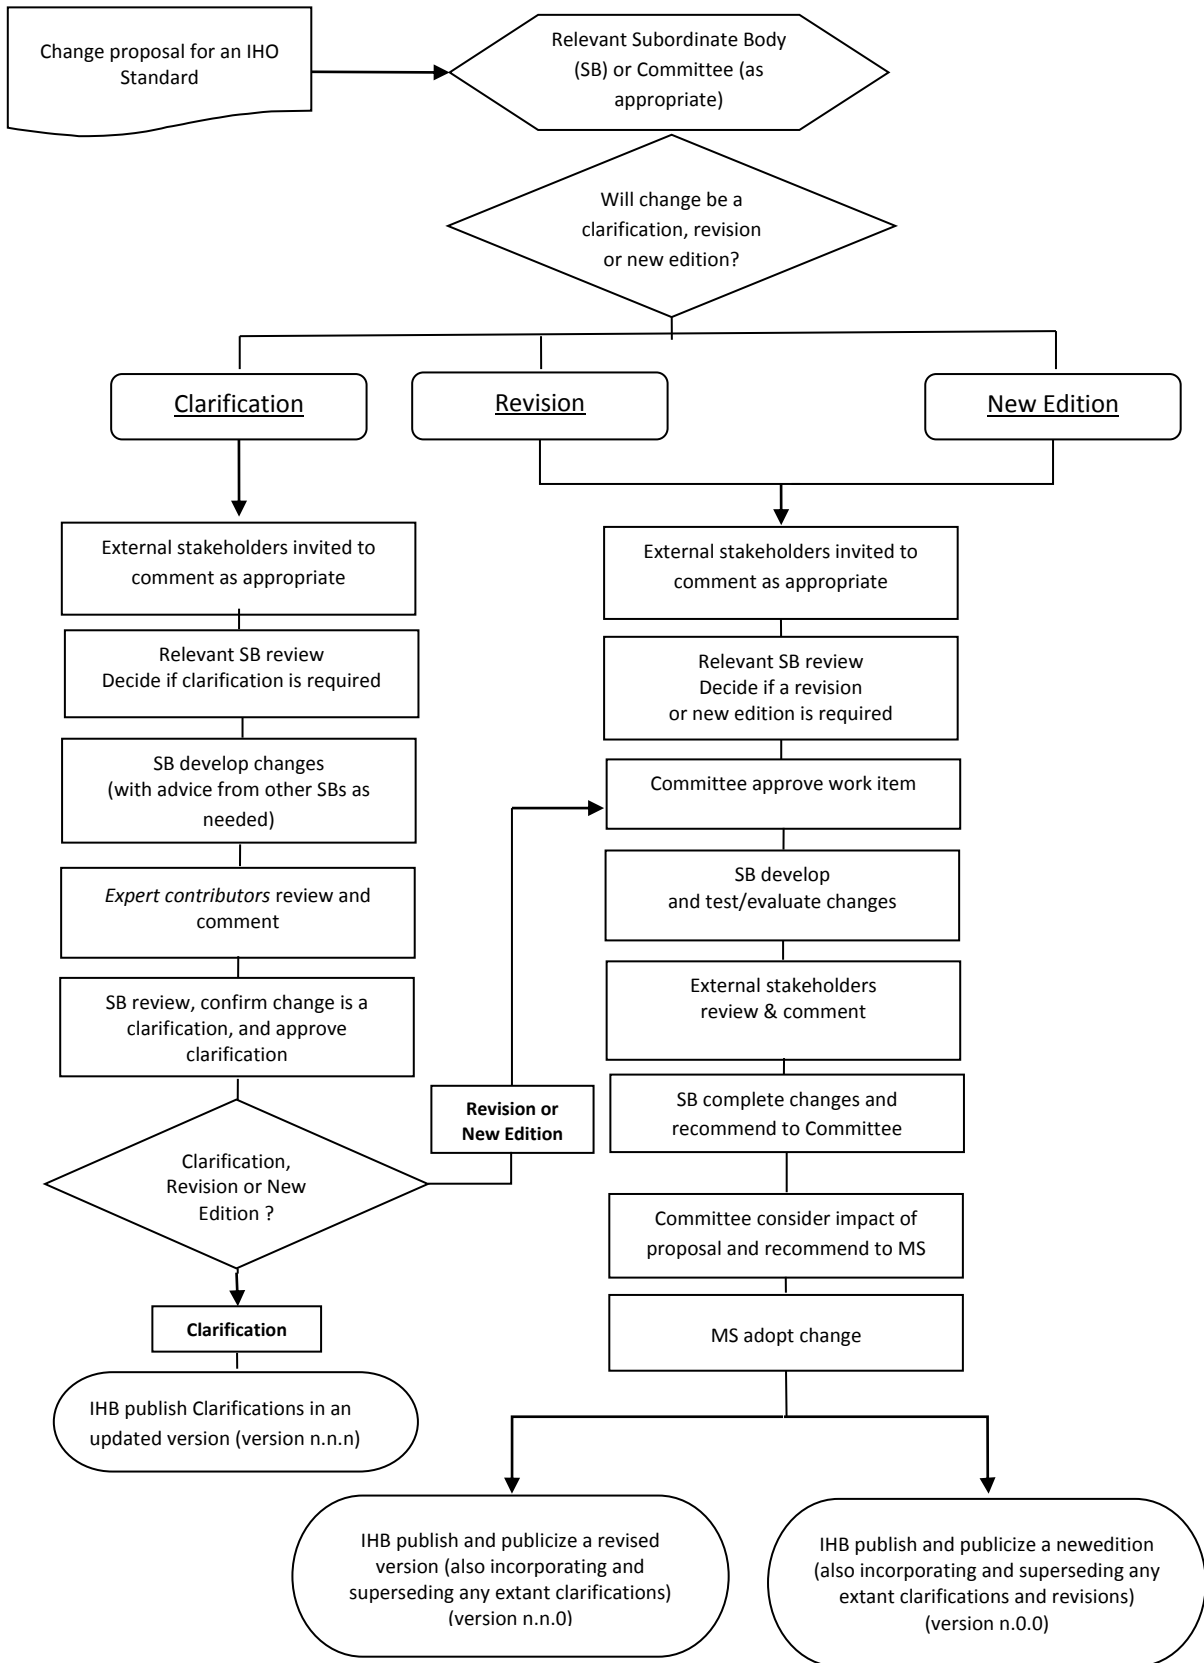 Change proposal for an IHO
Standard
Relevant Subordinate Body
(SB) or Committee (as
appropriate)
Will change be a
clarification, revision
or new edition?
Clarification
Revision
New Edition
External stakeholders invited to
comment as appropriate
Relevant SB review
Decide if clarification is required
SB develop changes
(with advice from other SBs as
needed)
Expert contributors review and
comment
SB review, confirm change is a
clarification, and approve
clarification
Clarification,
Revision or New
Edition ?
Revision or
New Edition
Clarification
IHB publish Clarifications in an
updated version (version n.n.n)
External stakeholders invited to
comment as appropriate
Relevant SB review
Decide if a revision
or new edition is required
Committee approve work item
SB develop
and test/evaluate changes
External stakeholders
review & comment
SB complete changes and
recommend to Committee
Committee consider impact of
proposal and recommend to MS
MS adopt change
IHB publish and publicize a revised
version (also incorporating and
superseding any extant clarifications)
(version n.n.0)
IHB publish and publicize a newedition
(also incorporating and superseding any
extant clarifications and revisions)
(version n.0.0)